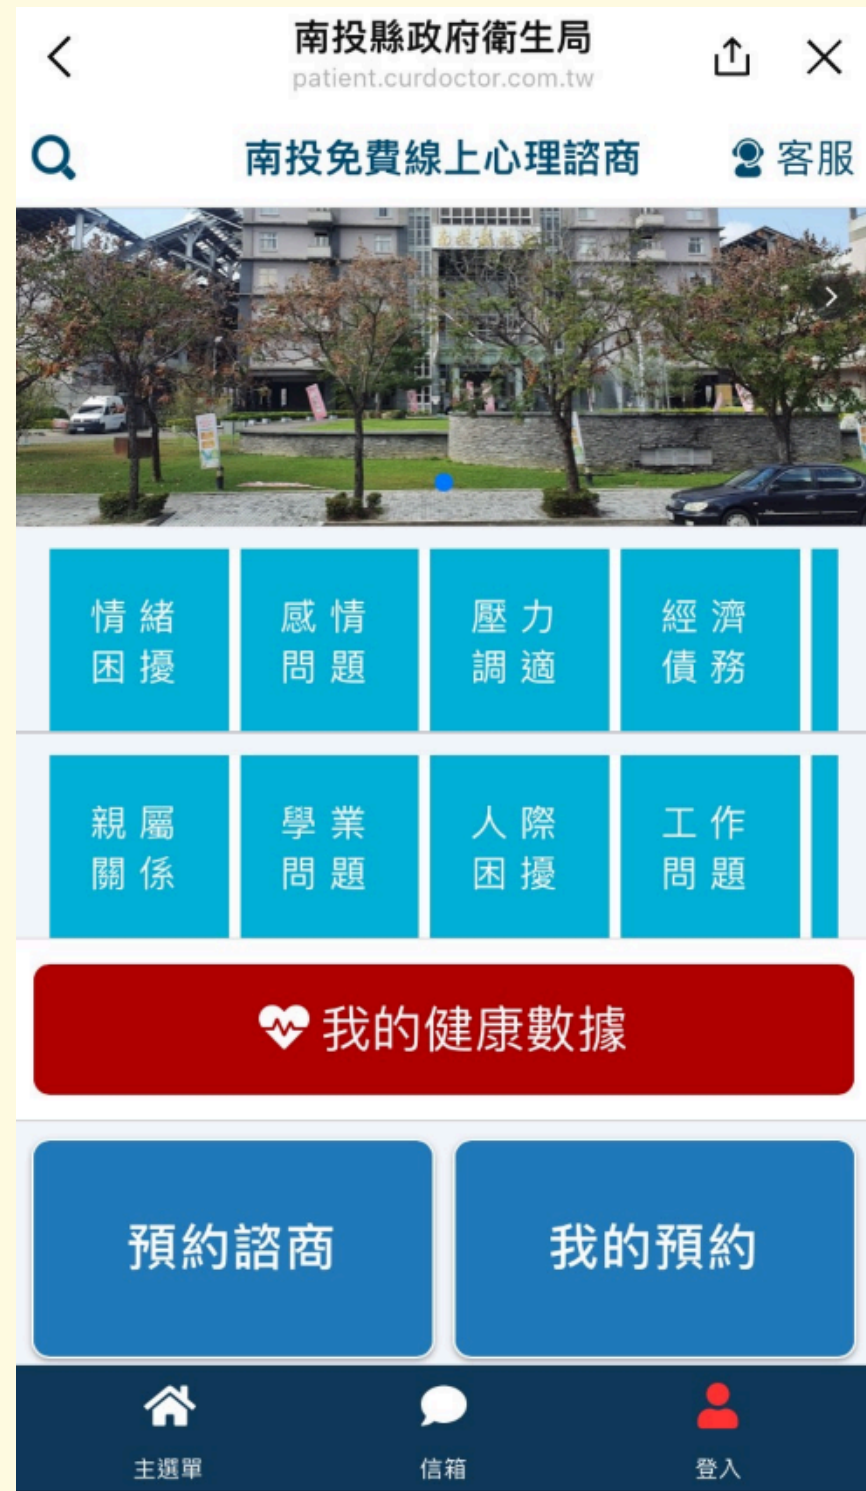 南投縣政府衛生局
patient.curdoctor.com.tw
南投免費線上心理諮商
客服
情緒
困擾
感情
問題
壓力
調適
經濟
債務
親屬
關係
學業
問題
人際
困擾
工作
問題
我的健康數據
預約諮商
我的預約
主選單
信箱
登入